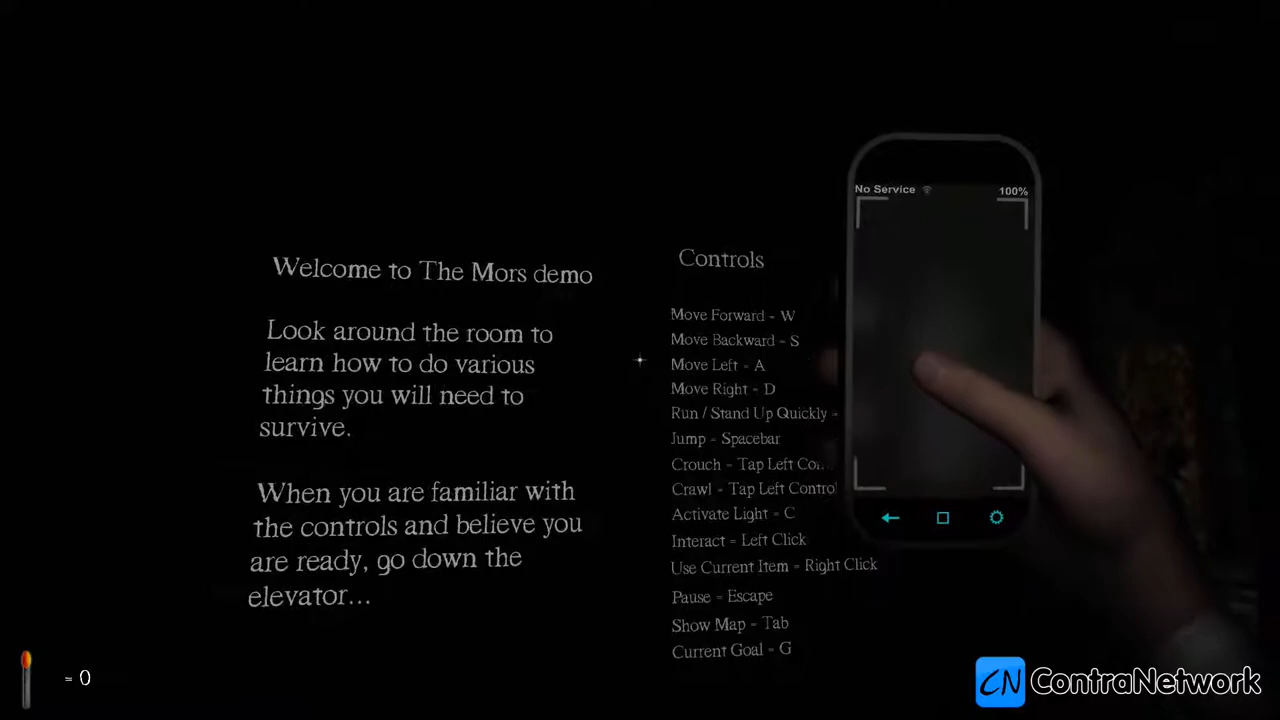 No Service
100%
Welcome to The Mors demo
Look around the room to
learn how to do various
things you will need to
survive.
When you are familiar with
the controls and believe you
are ready, go down the
elevator...
Controls
Move Forward = W
Move Backward = S
Move Left = A
Move Right = D
Run / Stand Up Quickly =
Jump = Spacebar
Crouch = Tap Left
Crawl = Tap Left Control
Activate Light = C
Interact = Left Click
Use Current Item = Right Click
Pause = Escape
Show Map = Tab
Current Goal = G
= 0
CN ContraNetwork